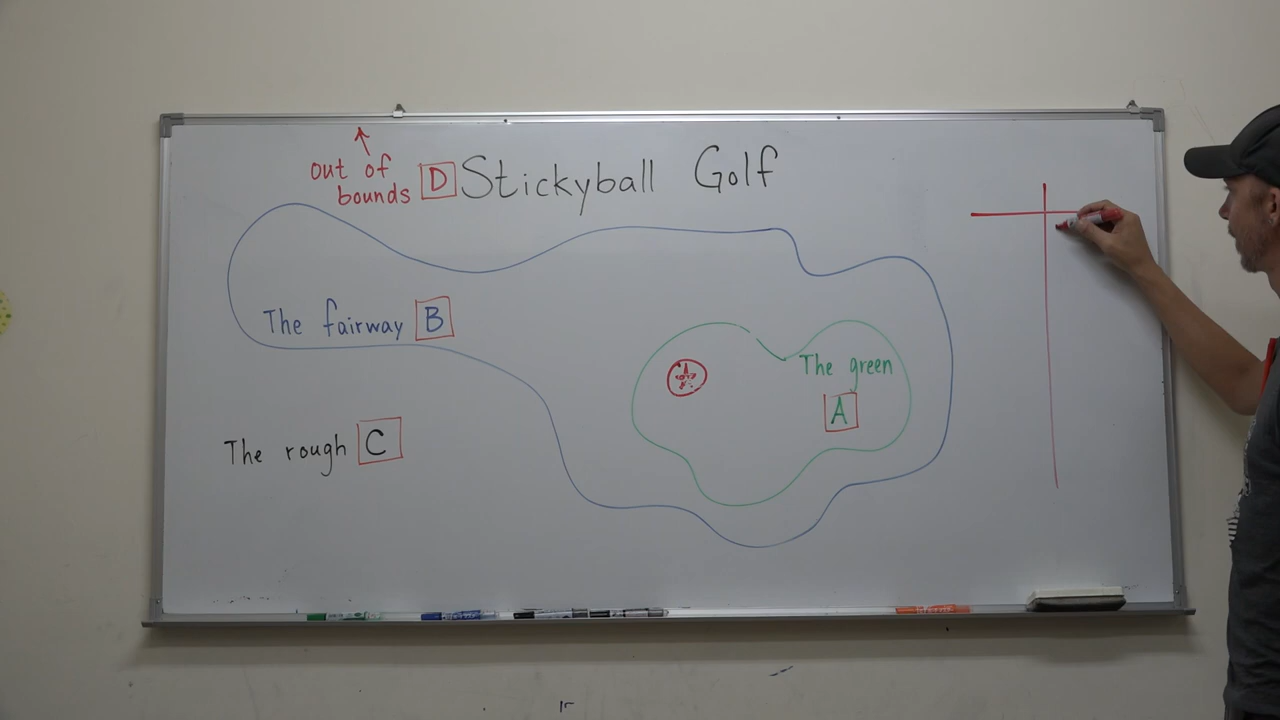 Out of
bounds D
Stickyball Golf
The fairway B
The green
A
The rough C